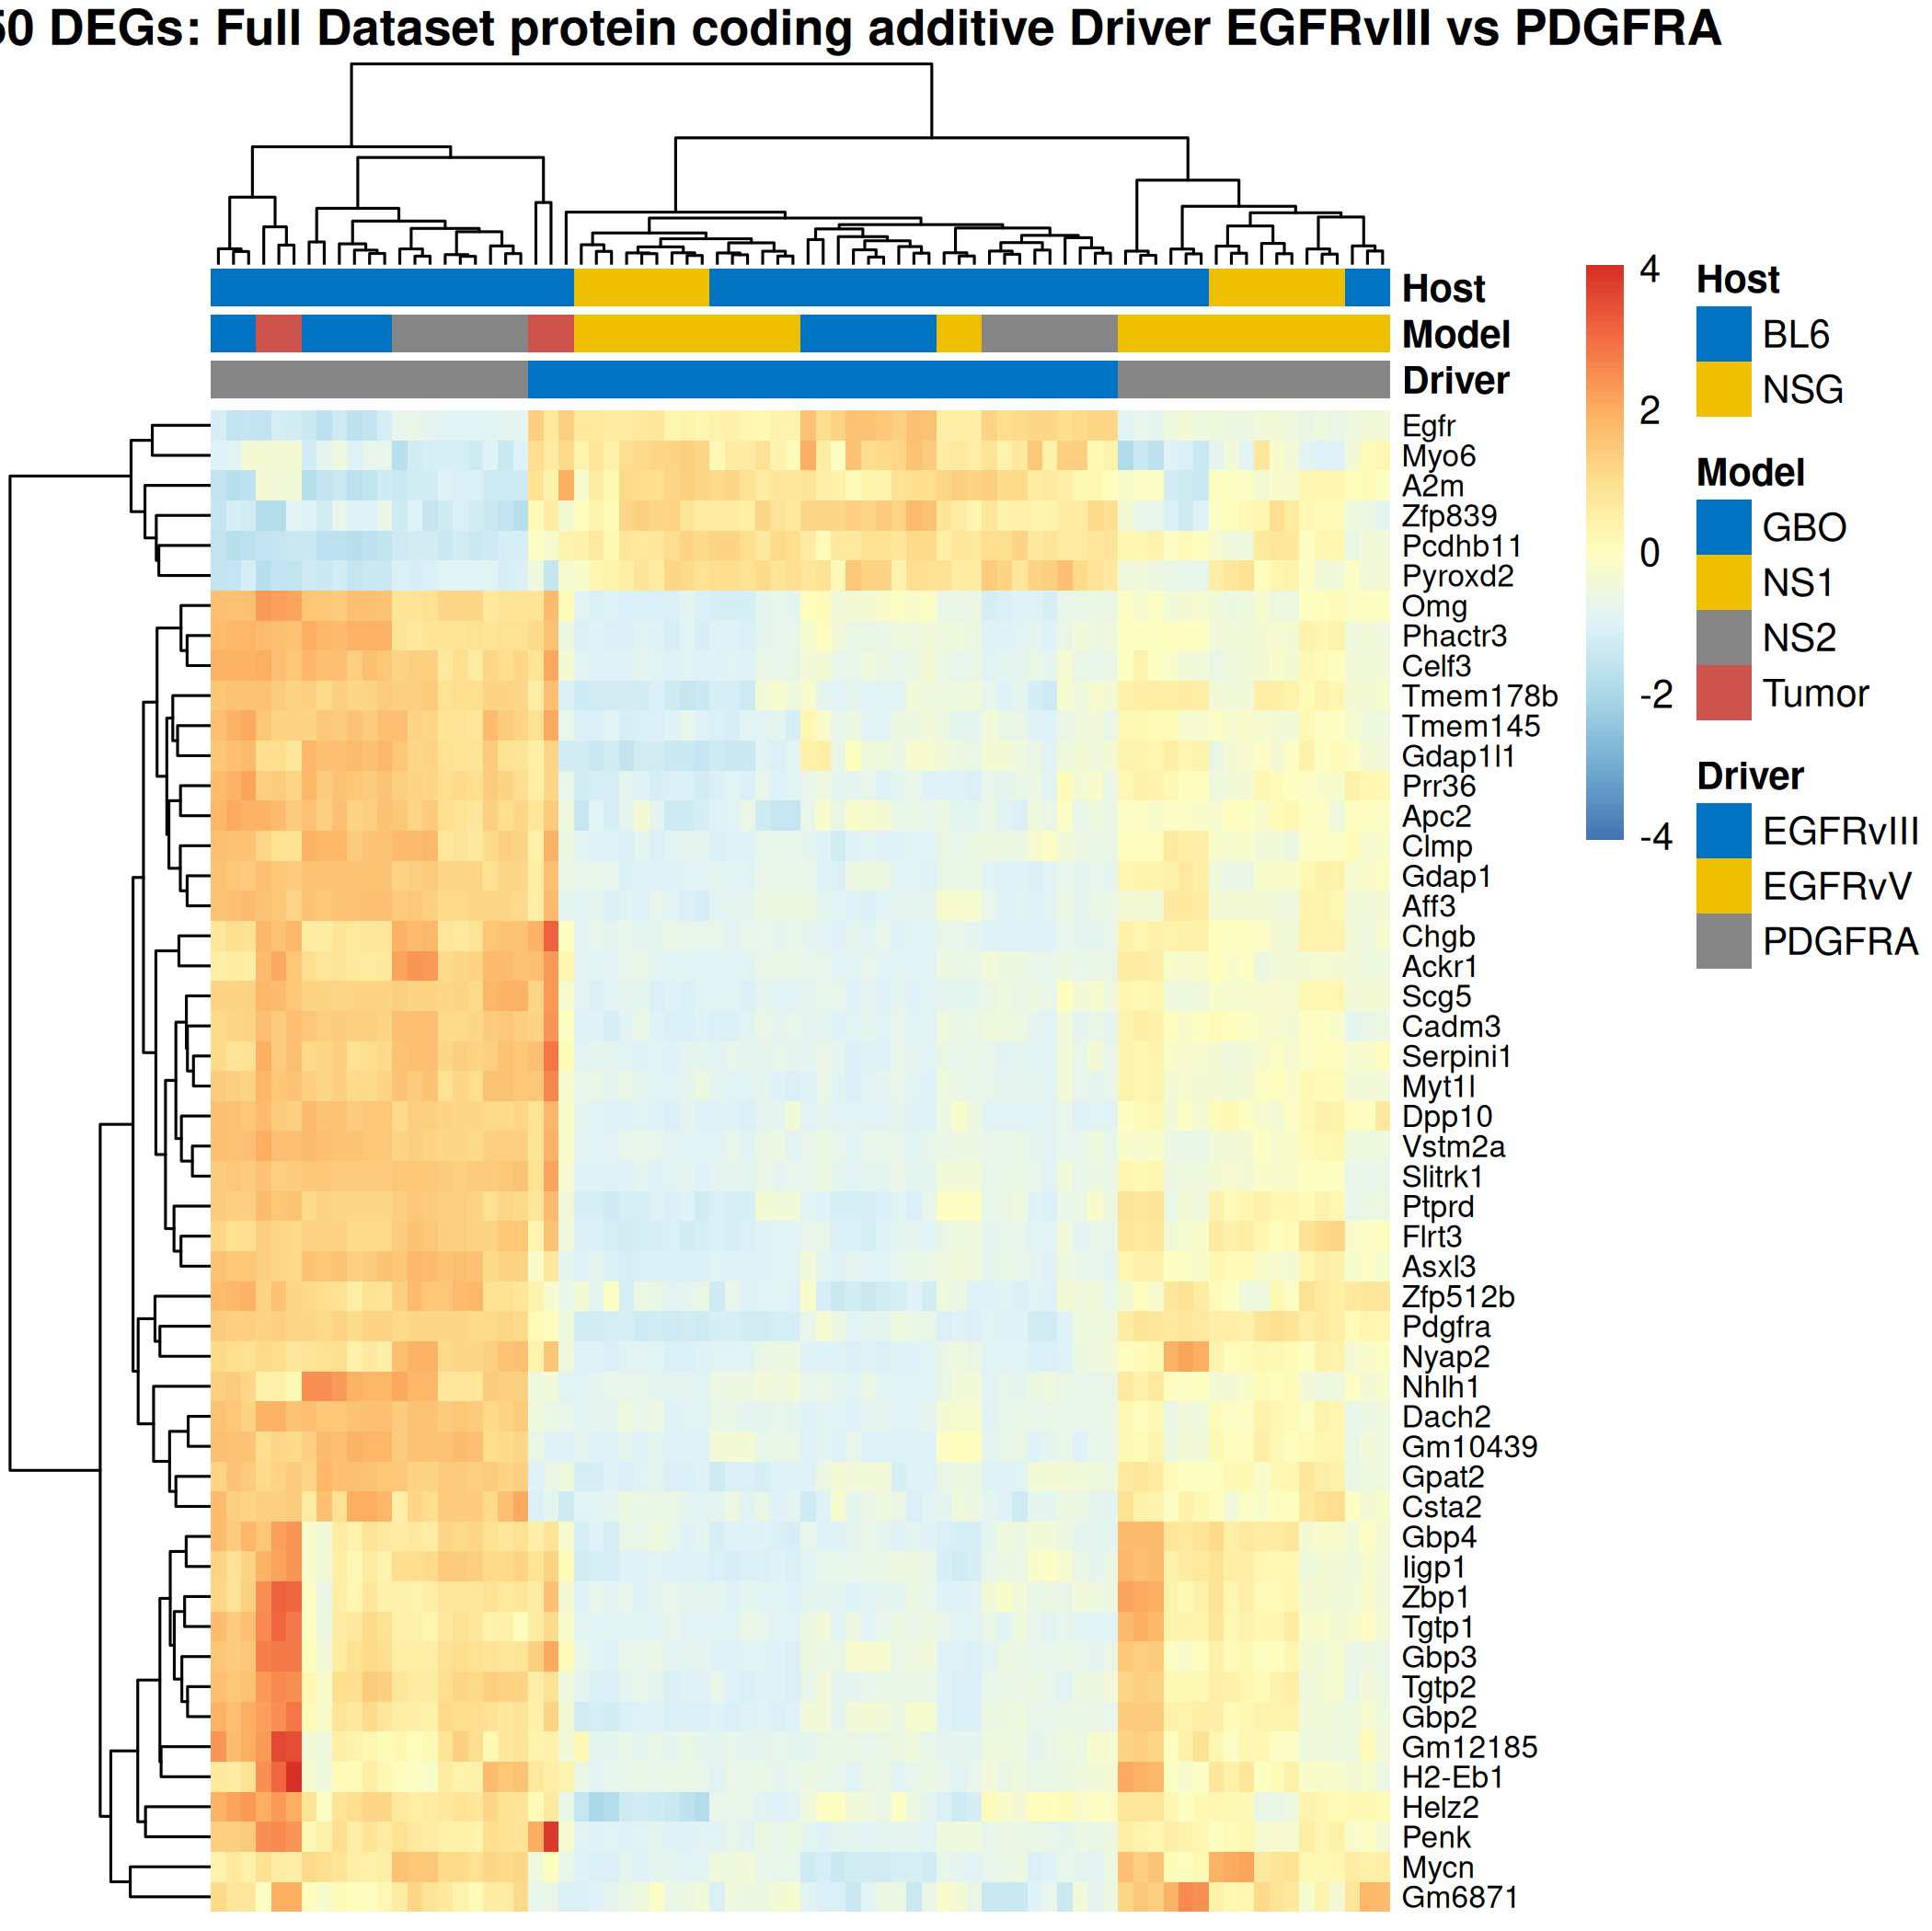 50 DEGs: Full Dataset protein coding additive Driver EGFRvIII vs PDGFRA
Host
Model
Driver
Egfr
Myo6
A2m
Zfp839
Pcdhb11
Pyroxd2
Omg
Phactr3
Celf3
Tmem178b
Tmem145
Gdap1l1
Prr36
Apc2
Clmp
Gdap1
Aff3
Chgb
Ackr1
Scg5
Cadm3
Serpini1
Myt1l
Dpp10
Vstm2a
Slitrk1
Ptprd
Flrt3
Asxl3
Zfp512b
Pdgfra
Nyap2
Nhlh1
Dach2
Gm10439
Gpat2
Csta2
Gbp4
Iigp1
Zbp1
Tgtp1
Gbp3
Tgtp2
Gbp2
Gm12185
H2-Eb1
Helz2
Penk
Mycn
Gm6871
4
2
0
-2
-4
Host
BL6
NSG
Model
GBO
NS1
NS2
Tumor
Driver
EGFRvIII
EGFRvV
PDGFRA